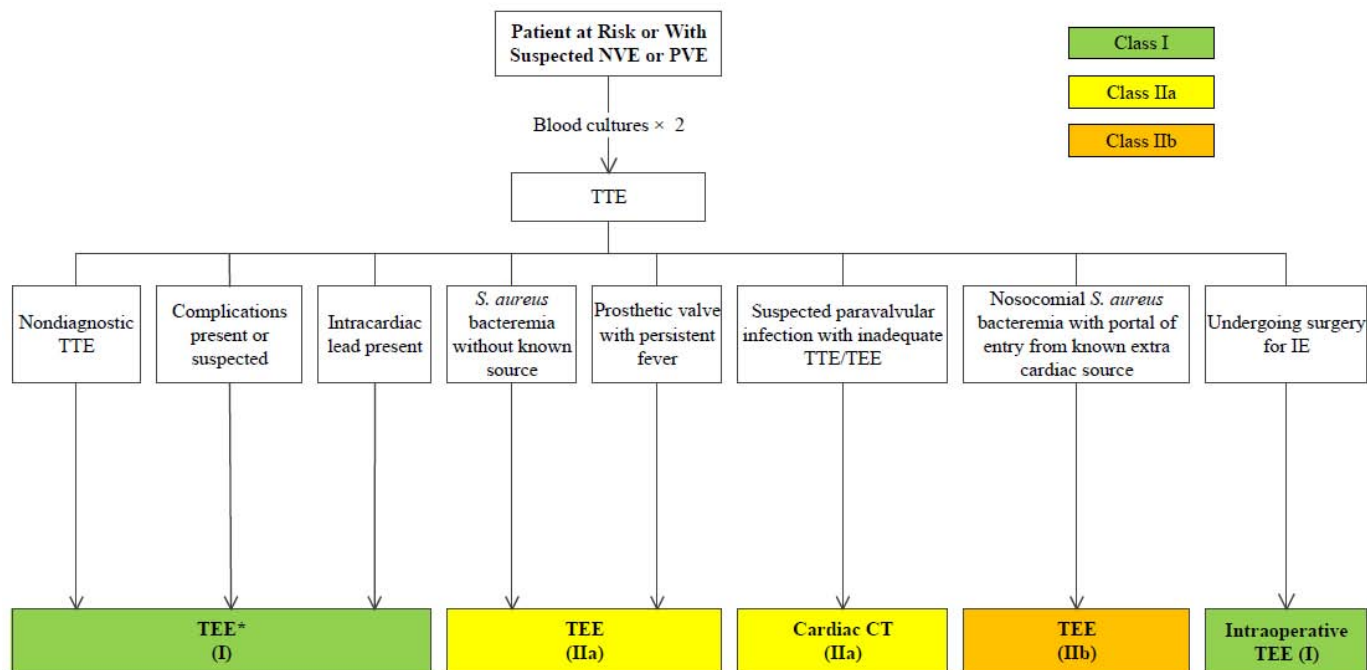 Patient at Risk or With
Suspected NVE or PVE
Class I
Class IIa
Class IIb
Blood cultures × 2
TTE
Nondiagnostic
TTE
Complications
present or
suspected
Intracardiac
lead present
S. aureus
bacteremia
without known
source
Prosthetic valve
with persistent
fever
Suspected paravalvular
infection with inadequate
TTE/TEE
Nosocomial S. aureus
bacteremia with portal of
entry from known extra
cardiac source
Undergoing surgery
for IE
TEE*
(I)
TEE
(IIa)
Cardiac CT
(IIa)
TEE
(IIb)
Intraoperative
TEE (I)